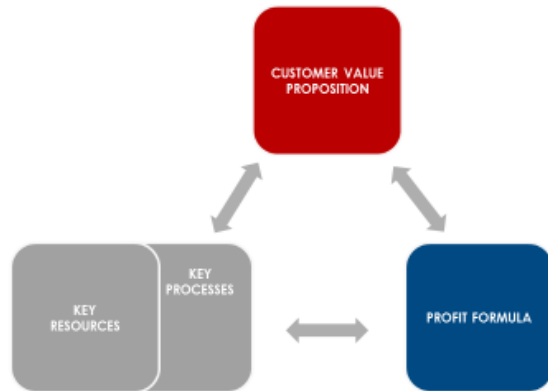 CUSTOMER VALUE
PROPOSITION
KEY
PROCESSES
KEY
RESOURCES
PROFIT FORMULA